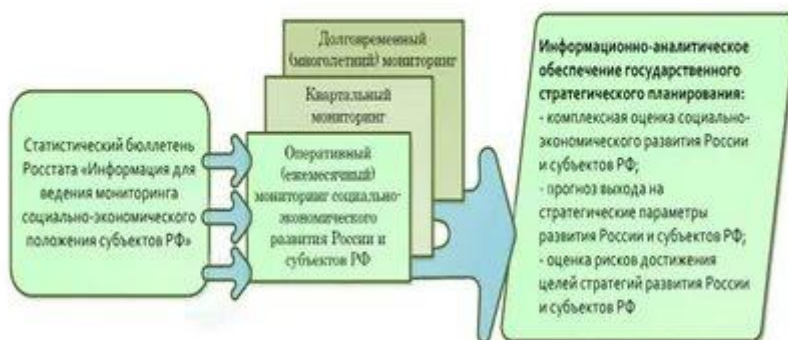 Статистический бюллетень
Росстата «Информация для
ведения мониторинга
социально-экономического
положения субъектов РФ»
Долговременный
(многолетний) мониторинг
Квартальный
мониторинг
Оперативный
(ежемесячный)
мониторинг социально-
экономического
развития России и
субъектов РФ
Информационно-аналитическое
обеспечение государственного
стратегического планирования:
- комплексная оценка социально-
экономического развития России
и субъектов РФ;
- прогноз выхода на
стратегические параметры
развития России и субъектов РФ;
- оценка рисков достижения
целей стратегий развития России
и субъектов РФ